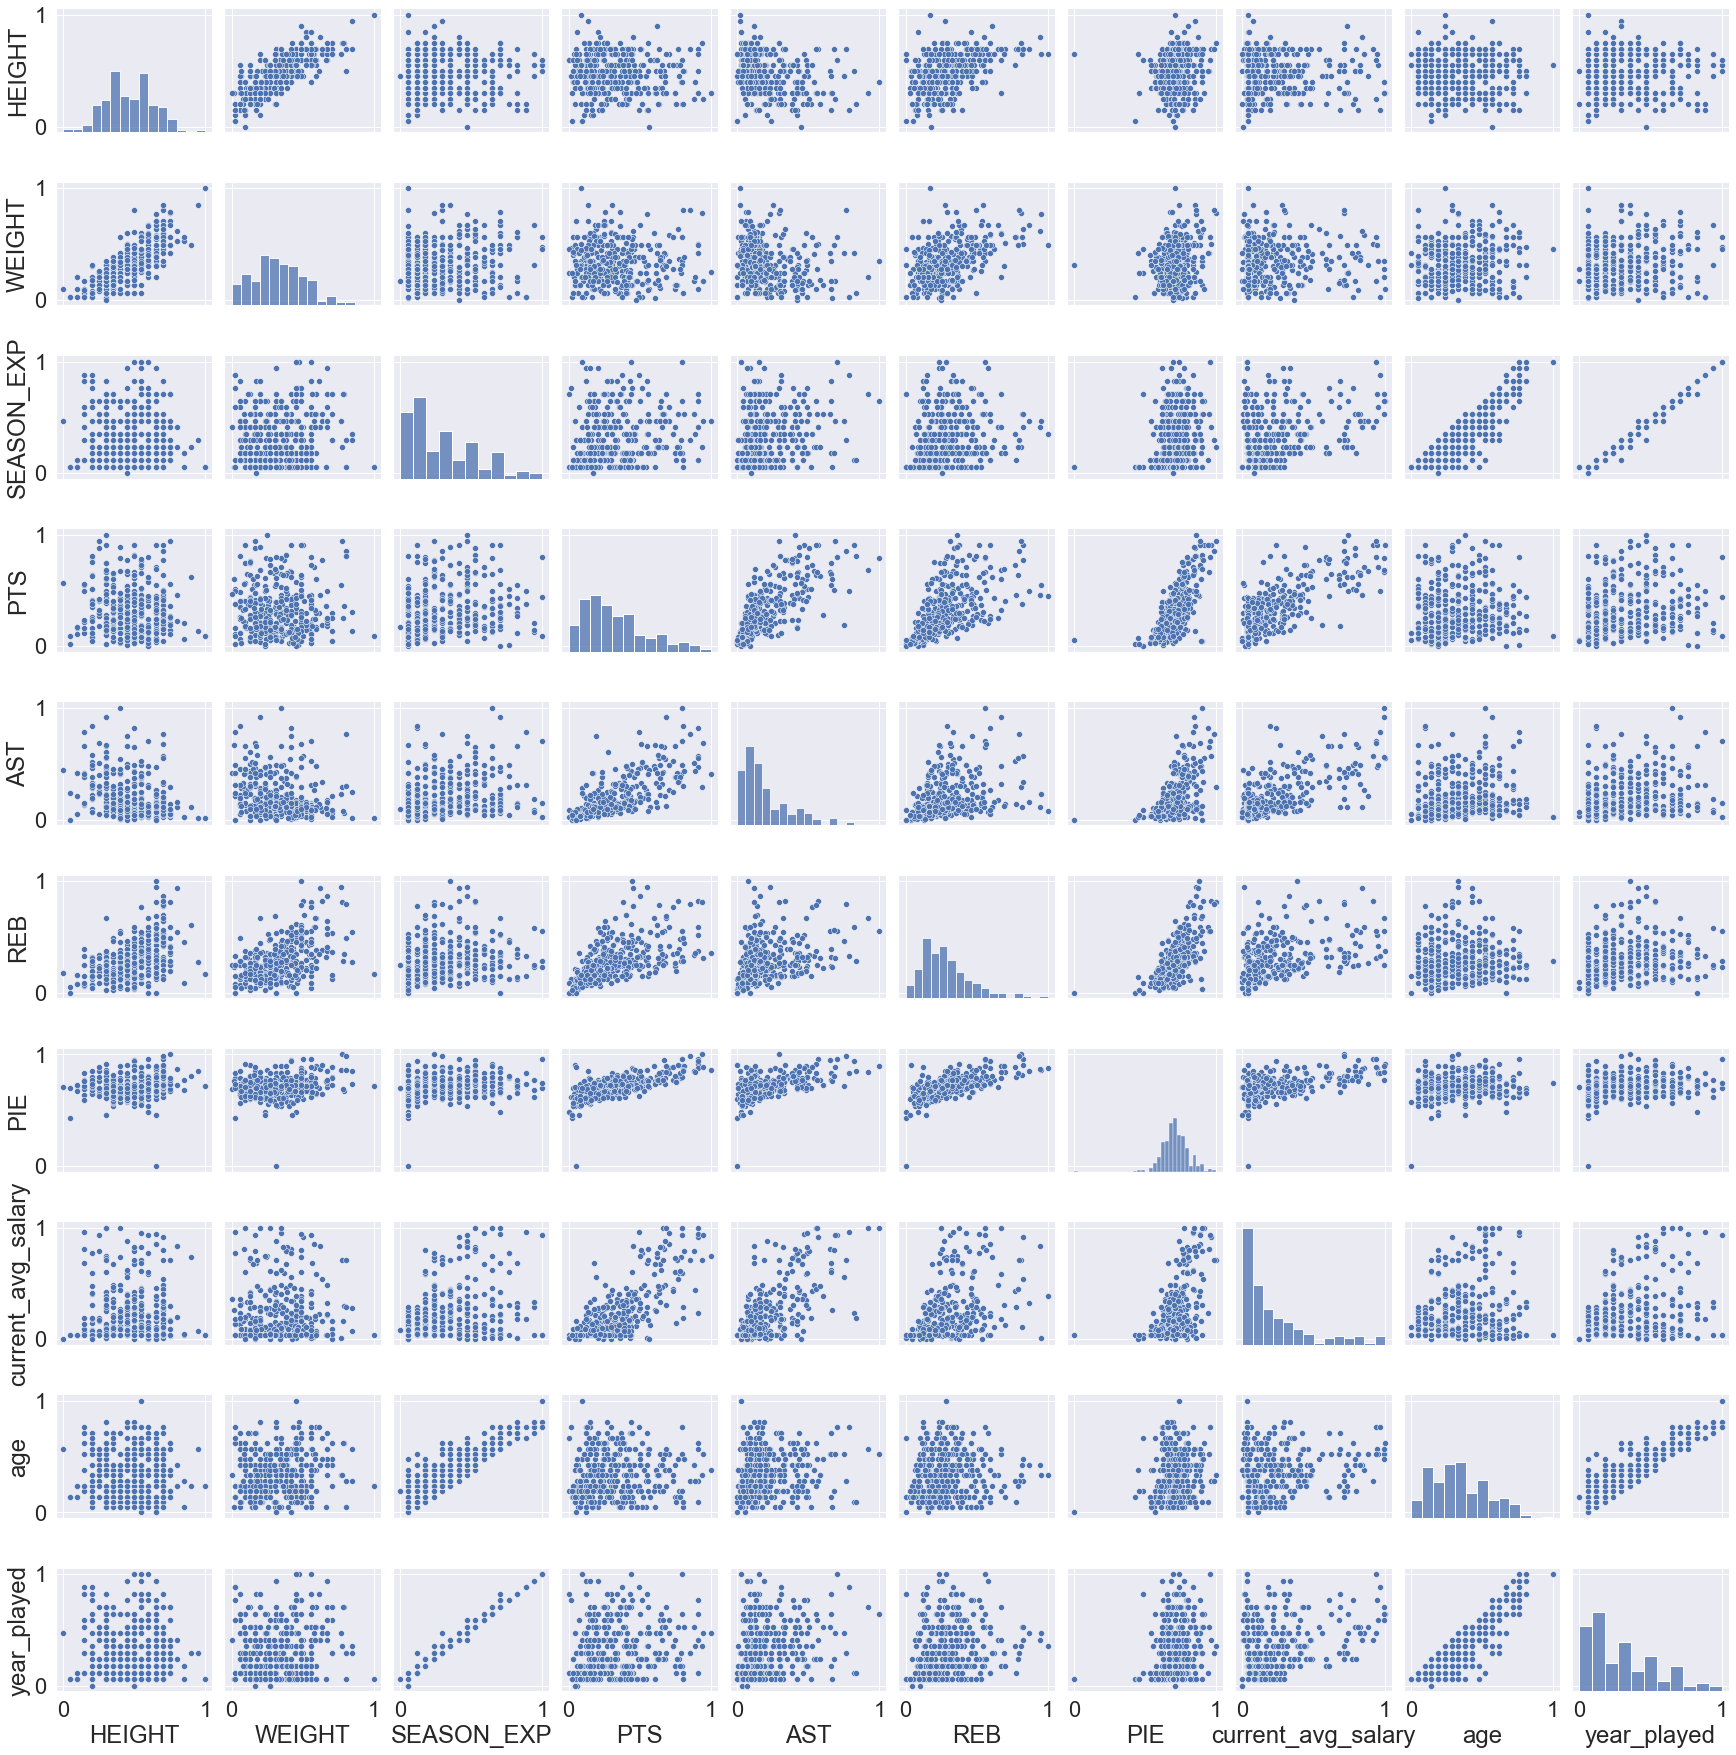 HEIGHT
1
0
WEIGHT
1
0
SEASON_EXP
1
0
PTS
1
0
AST
1
0
REB
1
0
PIE
1
0
current_avg_salary
1
0
age
1
0
year_played
1
0
0 1 0 1 0 1 0 1 0 1 0 1 0 1 0 1 0 1 0 1
HEIGHT WEIGHT SEASON_EXP PTS AST REB PIE current_avg_salary age year_played